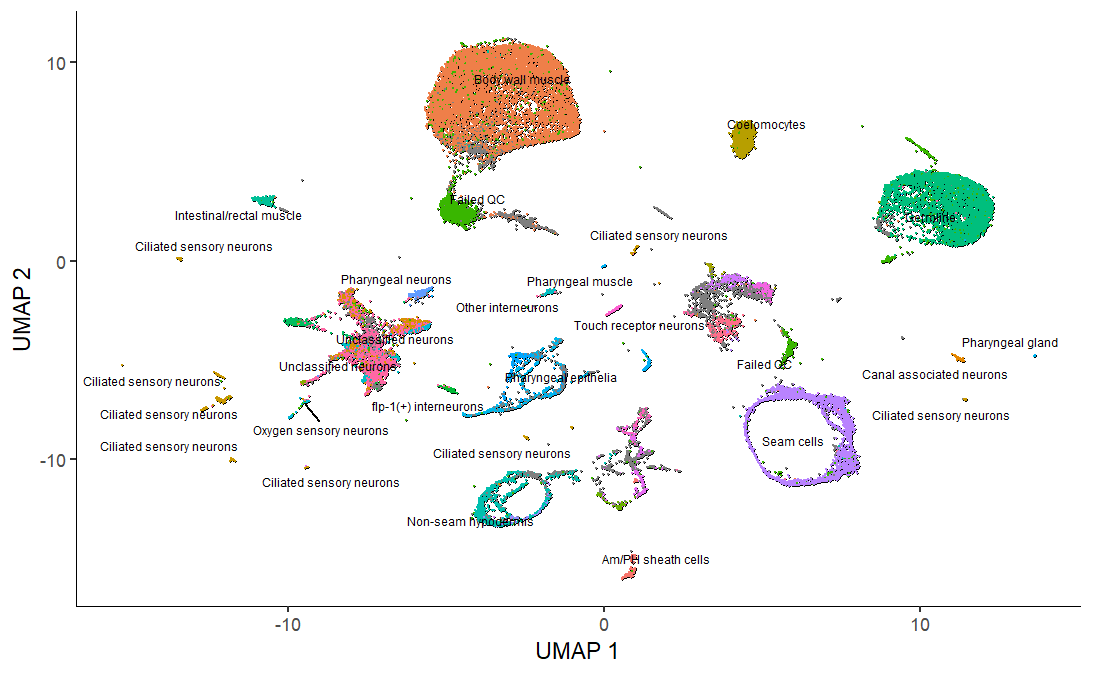 10
0
-10
UMAP 2
Body wall muscle
Coelomocytes
Failed QC
Germline
Intestinal/rectal muscle
Ciliated sensory neurons
Ciliated sensory neurons
Pharyngeal neurons
Pharyngeal muscle
Other interneurons
Touch receptor neurons
Unclassified neurons
Pharyngeal gland
Unclassified neurons
Failed QC
Canal associated neurons
Pharyngeal epithelia
Ciliated sensory neurons
flp-1(+) interneurons
Ciliated sensory neurons
Ciliated sensory neurons
Oxygen sensory neurons
Seam cells
Ciliated sensory neurons
Ciliated sensory neurons
Ciliated sensory neurons
Non-seam hypodermis
Am/PH sheath cells
-10
0
10
UMAP 1